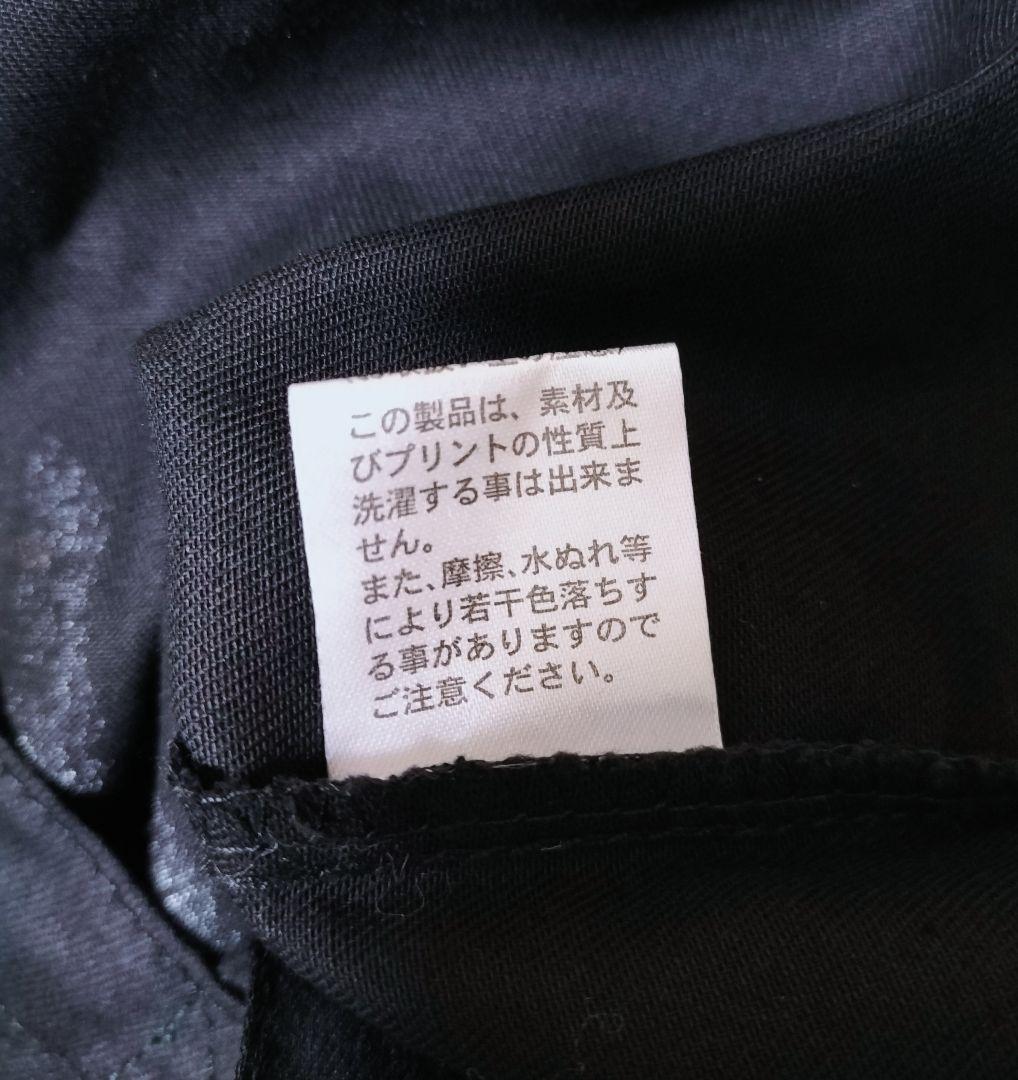 この製品は、素材及
びプリントの性質上
洗濯する事は出来ま
せん。
また、摩擦、水ぬれ等
により若干色落ちす
る事がありますので
ご注意ください。